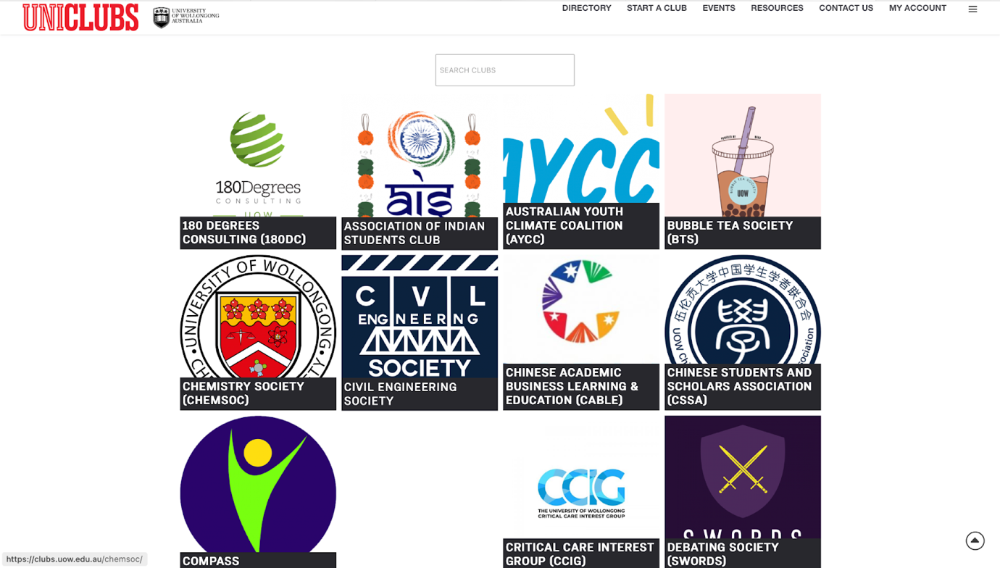 UNICLUBS
UNIVERSITY
OF WOLLONGONG
AUSTRALIA
DIRECTORY
START A CLUB
EVENTS
RESOURCES
CONTACT US
MY ACCOUNT
SEARCH CLUBS
180Degrees
CONSULTING
UOW
180 DEGREES
CONSULTING (180DC)
ais
ASSOCIATION OF INDIAN
STUDENTS CLUB
AYCC
AUSTRALIAN YOUTH
CLIMATE COALITION
(AYCC)
BUBBLE TEA SOCIETY
UOW
BUBBLE TEA SOCIETY
(BTS)
UNIVERSITY OF WOLLONGONG
CHEMISTRY SOCIETY
(CHEMSOC)
CIVIL
ENGINEERING
SOCIETY
CIVIL ENGINEERING
SOCIETY
CHINESE ACADEMIC
BUSINESS LEARNING &
EDUCATION (CABLE)
伍伦贡大学中国学生学者联合会
UOW Ch
ociation
CHINESE STUDENTS AND
SCHOLARS ASSOCIATION
(CSSA)
COMPASS
CCIG
THE UNIVERSITY OF WOLLONGONG
CRITICAL CARE INTEREST GROUP
CRITICAL CARE INTEREST
GROUP (CCIG)
SWORDS
DEBATING SOCIETY
(SWORDS)
https://clubs.uow.edu.au/chemsoc/